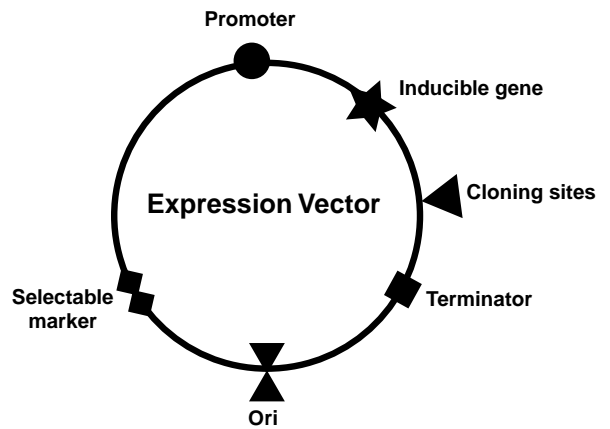 Promoter
Inducible gene
Expression Vector
Cloning sites
Selectable
marker
Terminator
Ori